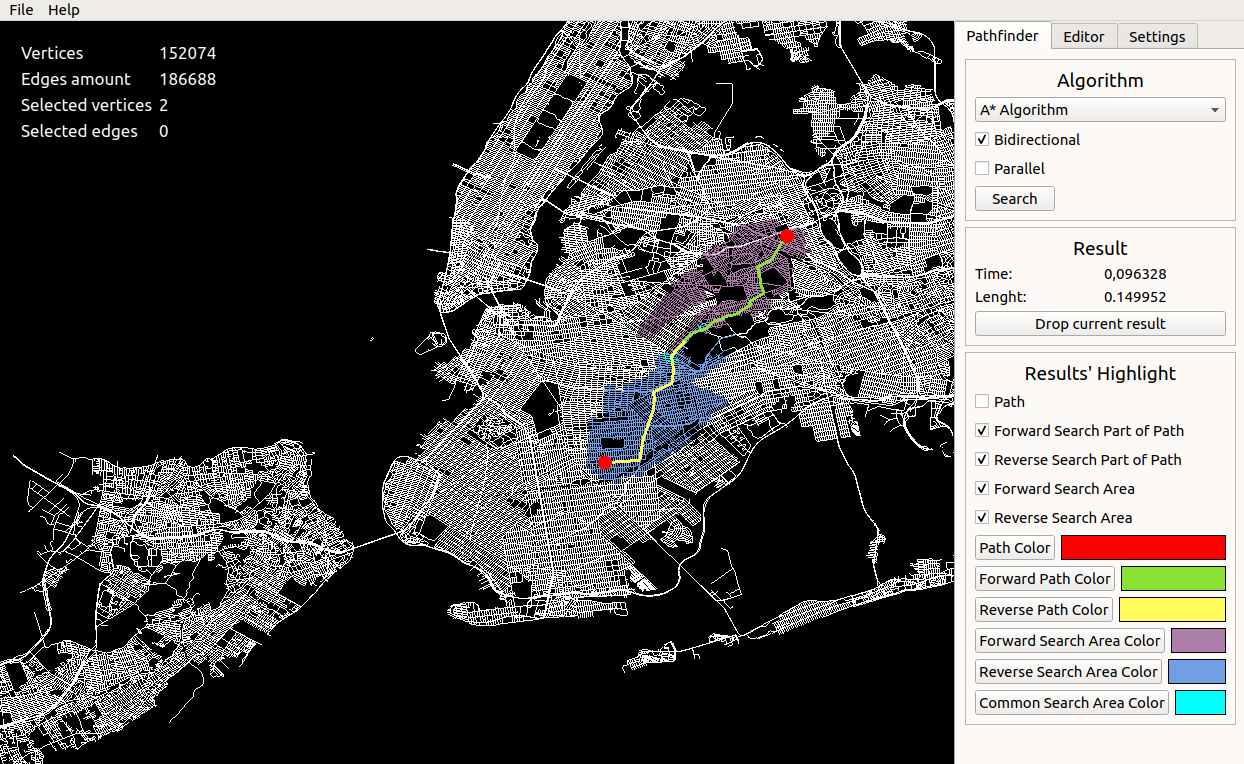 File Help
Vertices 152074
Edges amount 186688
Selected vertices 2
Selected edges 0
Pathfinder Editor Settings
Algorithm
A* Algorithm
Bidirectional
Parallel
Search
Result
Time: 0,096328
Lenght: 0.149952
Drop current result
Results' Highlight
Path
Forward Search Part of Path
Reverse Search Part of Path
Forward Search Area
Reverse Search Area
Path Color
Forward Path Color
Reverse Path Color
Forward Search Area Color
Reverse Search Area Color
Common Search Area Color